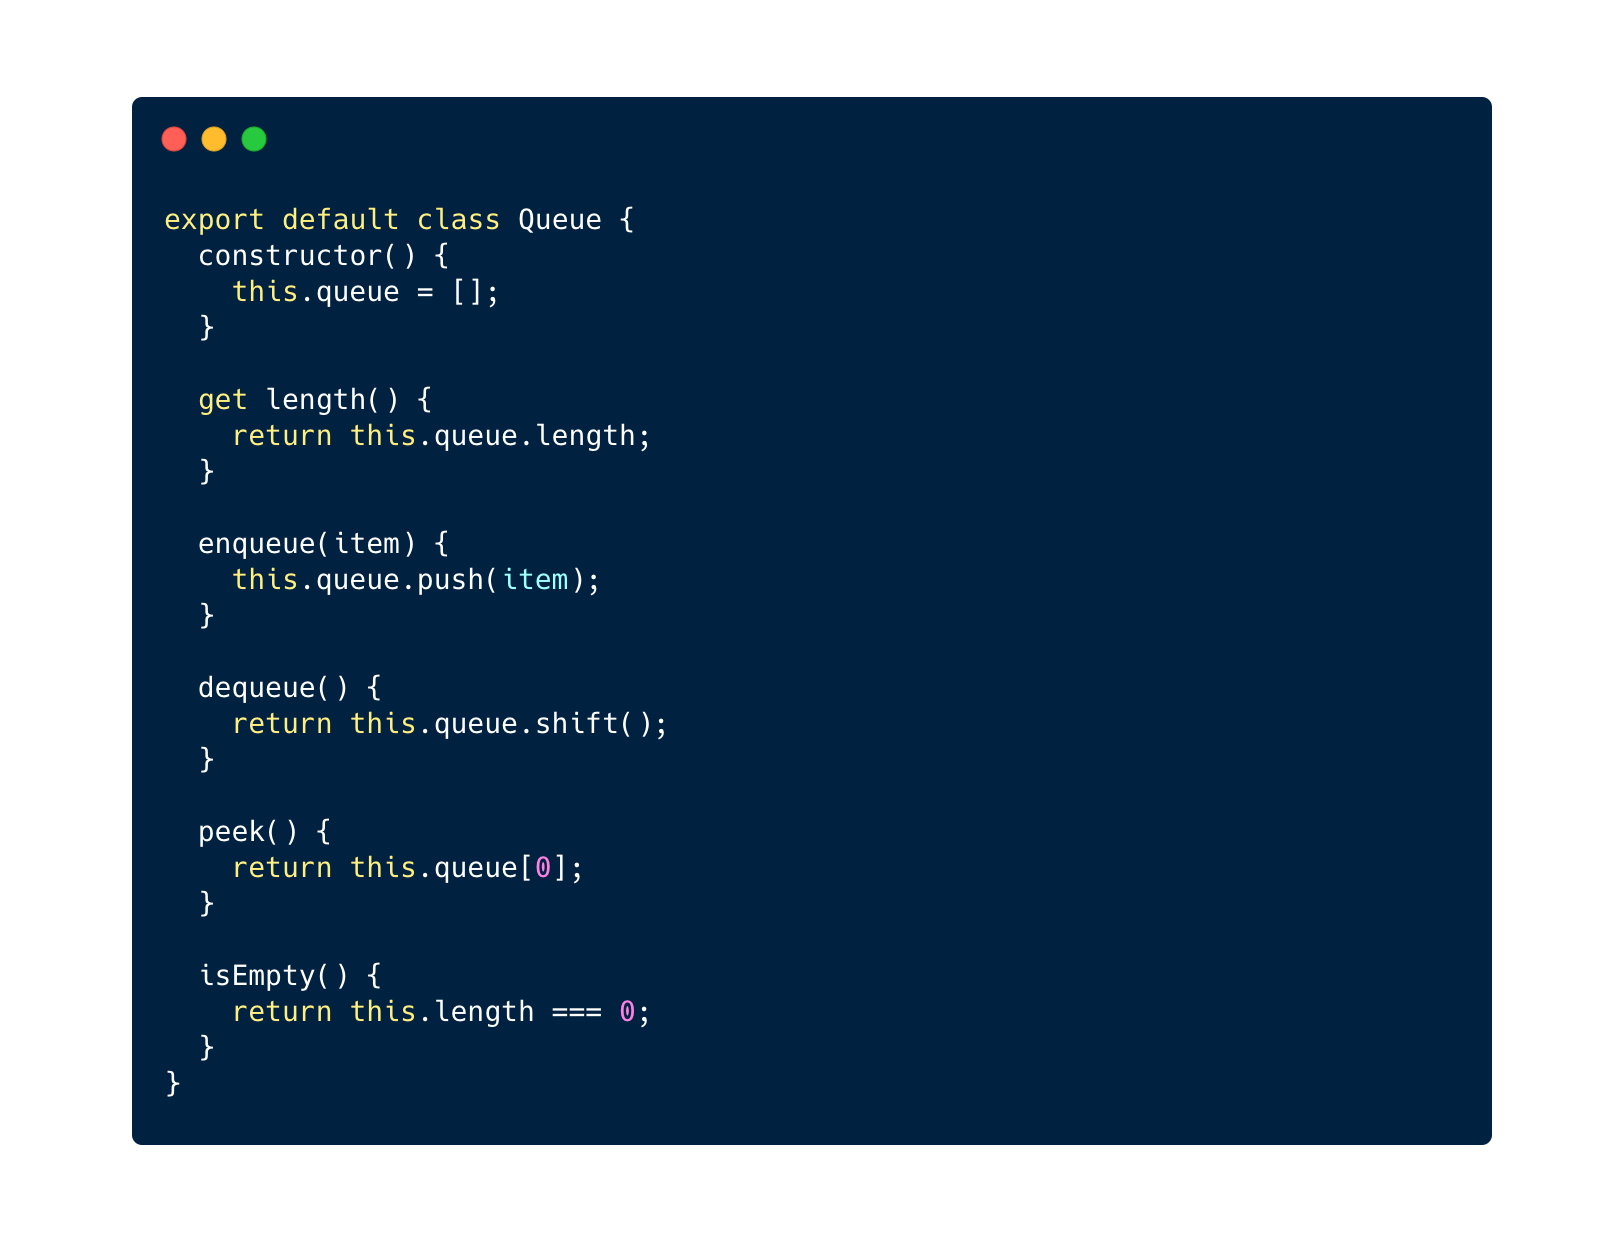 export default class Queue {
  constructor() {
    this.queue = [];
  }

  get length() {
    return this.queue.length;
  }

  enqueue(item) {
    this.queue.push(item);
  }

  dequeue() {
    return this.queue.shift();
  }

  peek() {
    return this.queue[0];
  }

  isEmpty() {
    return this.length === 0;
  }
}